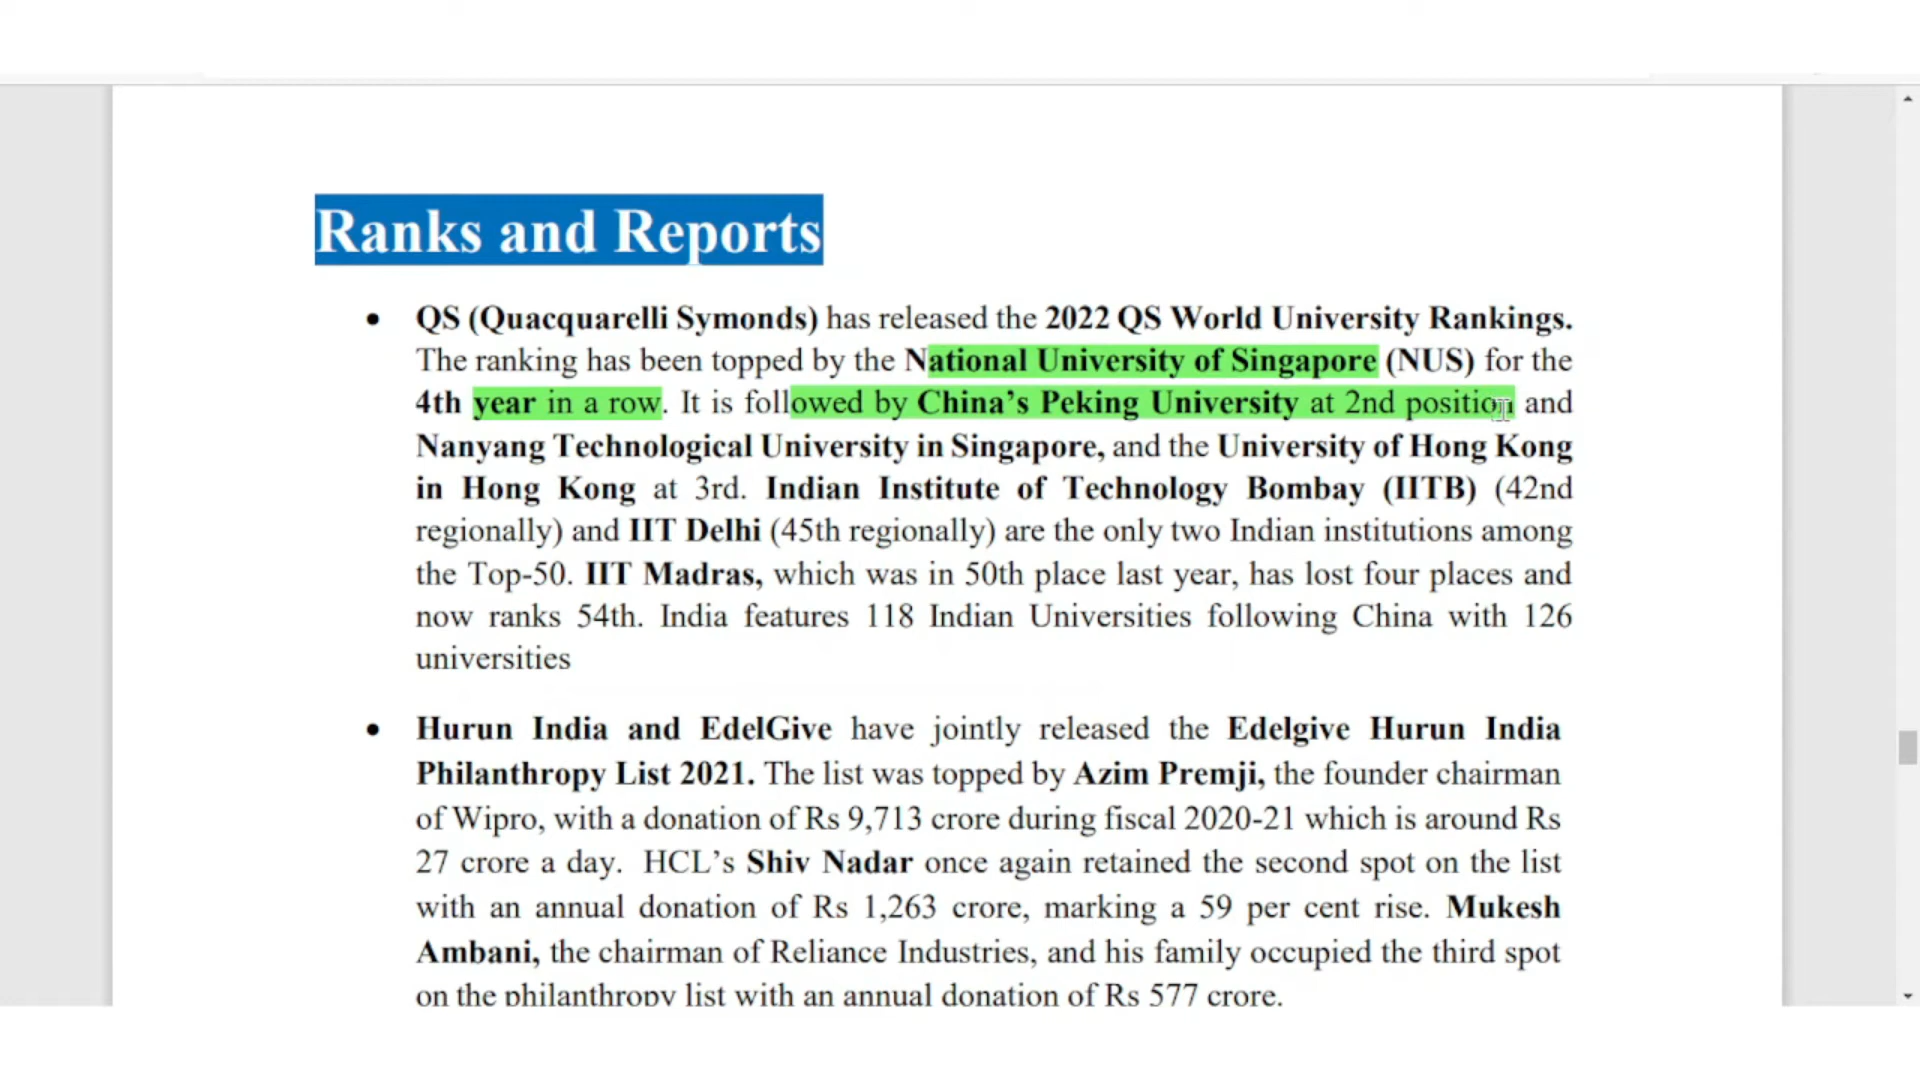 Ranks and Reports
• QS (Quacquarelli Symonds) has released the 2022 QS World University Rankings.
The ranking has been topped by the National University of Singapore (NUS) for the
4th year in a row. It is followed by China’s Peking University at 2nd position and
Nanyang Technological University in Singapore, and the University of Hong Kong
in Hong Kong at 3rd. Indian Institute of Technology Bombay (IITB) (42nd
regionally) and IIT Delhi (45th regionally) are the only two Indian institutions among
the Top-50. IIT Madras, which was in 50th place last year, has lost four places and
now ranks 54th. India features 118 Indian Universities following China with 126
universities
• Hurun India and EdelGive have jointly released the Edelgive Hurun India
Philanthropy List 2021. The list was topped by Azim Premji, the founder chairman
of Wipro, with a donation of Rs 9,713 crore during fiscal 2020-21 which is around Rs
27 crore a day. HCL’s Shiv Nadar once again retained the second spot on the list
with an annual donation of Rs 1,263 crore, marking a 59 per cent rise. Mukesh
Ambani, the chairman of Reliance Industries, and his family occupied the third spot
on the philanthropy list with an annual donation of Rs 577 crore.